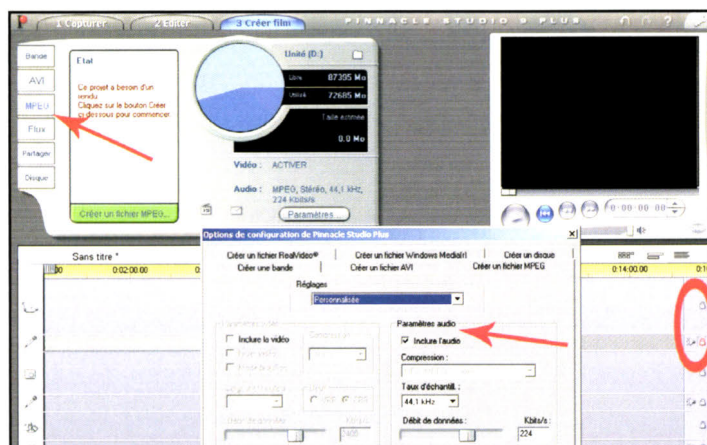 1 Capturer
2 Editer
3 Créer film
PINNACLE STUDIO 9 PLUS
?
Bande
AVI
MPEG
Flux
Partager
Disque
Etat
Ce projet a besoin d'un
rendu.
Cliquez sur le bouton Créer
ci-dessous pour commencer.
Créer un fichier MPEG...
Unité (D:)
Libre
87395 Mo
Utilisé
72685 Mo
Taille estimée
0.0 Mo
Vidéo : ACTIVER
Audio : MPEG, Stéréo, 44,1 kHz,
224 Kbits/s
Paramètres...
0:00:00.00
Sans titre *
0:02:00.00
0:14:00.00
Options de configuration de Pinnacle Studio Plus
Créer un fichier RealVideo®
Créer un fichier Windows Media
Créer un disque
Créer une bande
Créer un fichier AVI
Créer un fichier MPEG
Réglages
Personnalisée
Inclure la vidéo
Paramètres audio
Inclure l'audio
Compression :
Taux d'échantill. :
44,1 kHz
Débit de données :
Kbits/s :
224